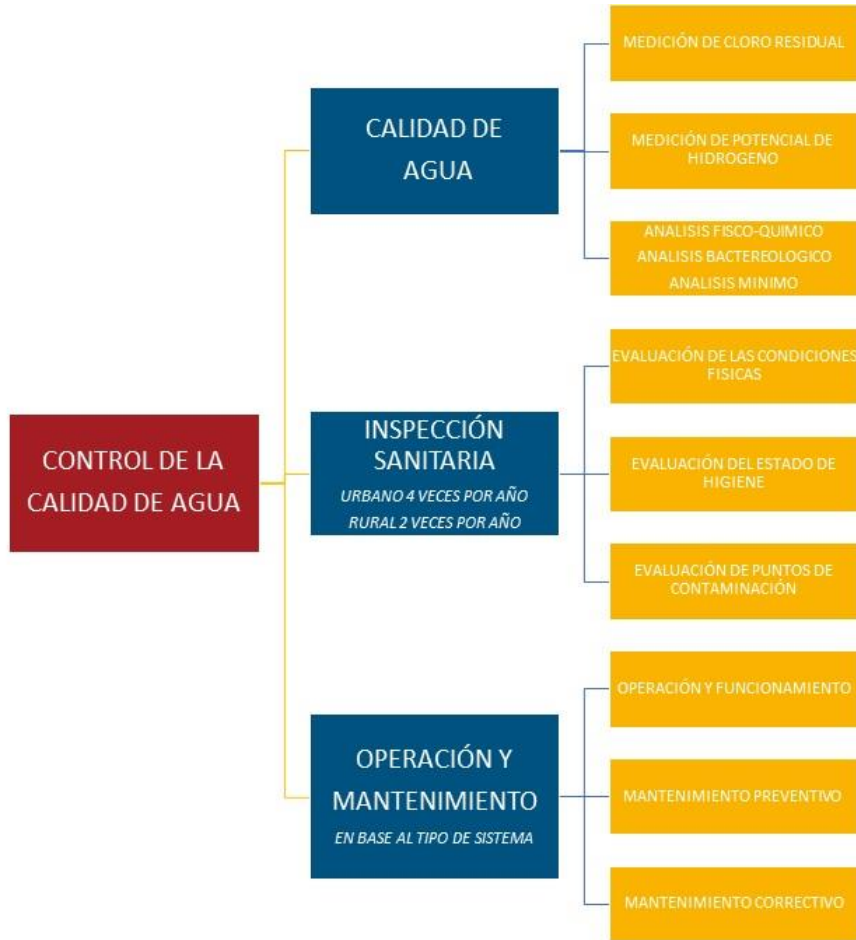 CONTROL DE LA
CALIDAD DE AGUA
CALIDAD DE
AGUA
MEDICIÓN DE CLORO RESIDUAL
MEDICIÓN DE POTENCIAL DE
HIDROGENO
ANALISIS FISCO-QUIMICO
ANALISIS BACTEREOLOGICO
ANALISIS MINIMO
INSPECCIÓN
SANITARIA
URBANO 4 VECES POR AÑO
RURAL 2 VECES POR AÑO
EVALUACIÓN DE LAS CONDICIONES
FISICAS
EVALUACIÓN DEL ESTADO DE
HIGIENE
EVALUACIÓN DE PUNTOS DE
CONTAMINACIÓN
OPERACIÓN Y
MANTENIMIENTO
EN BASE AL TIPO DE SISTEMA
OPERACIÓN Y FUNCIONAMIENTO
MANTENIMIENTO PREVENTIVO
MANTENIMIENTO CORRECTIVO